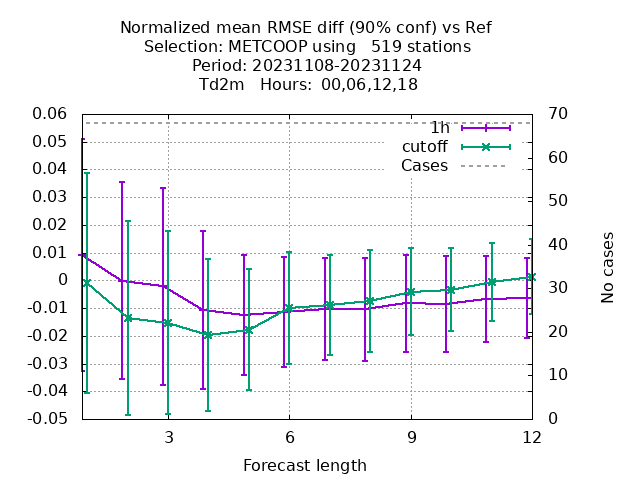 Normalized mean RMSE diff (90% conf) vs Ref
Selection: METCOOP using   519 stations
Period: 20231108-20231124
Td2m   Hours: 00,06,12,18
0.06
0.05
0.04
0.03
0.02
0.01
0
-0.01
-0.02
-0.03
-0.04
-0.05
1h
cutoff
Cases
70
60
50
40
30
20
10
0
No cases
3 6 9 12
Forecast length